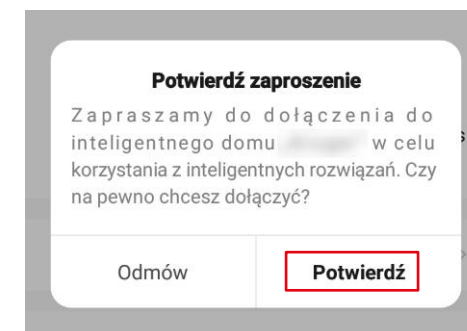 Potwierdź zaproszenie
Zapraszamy do dołączenia do
inteligentnego domu w celu
korzystania z inteligentnych rozwiązań. Czy
na pewno chcesz dołączyć?
Odmów
Potwierdź